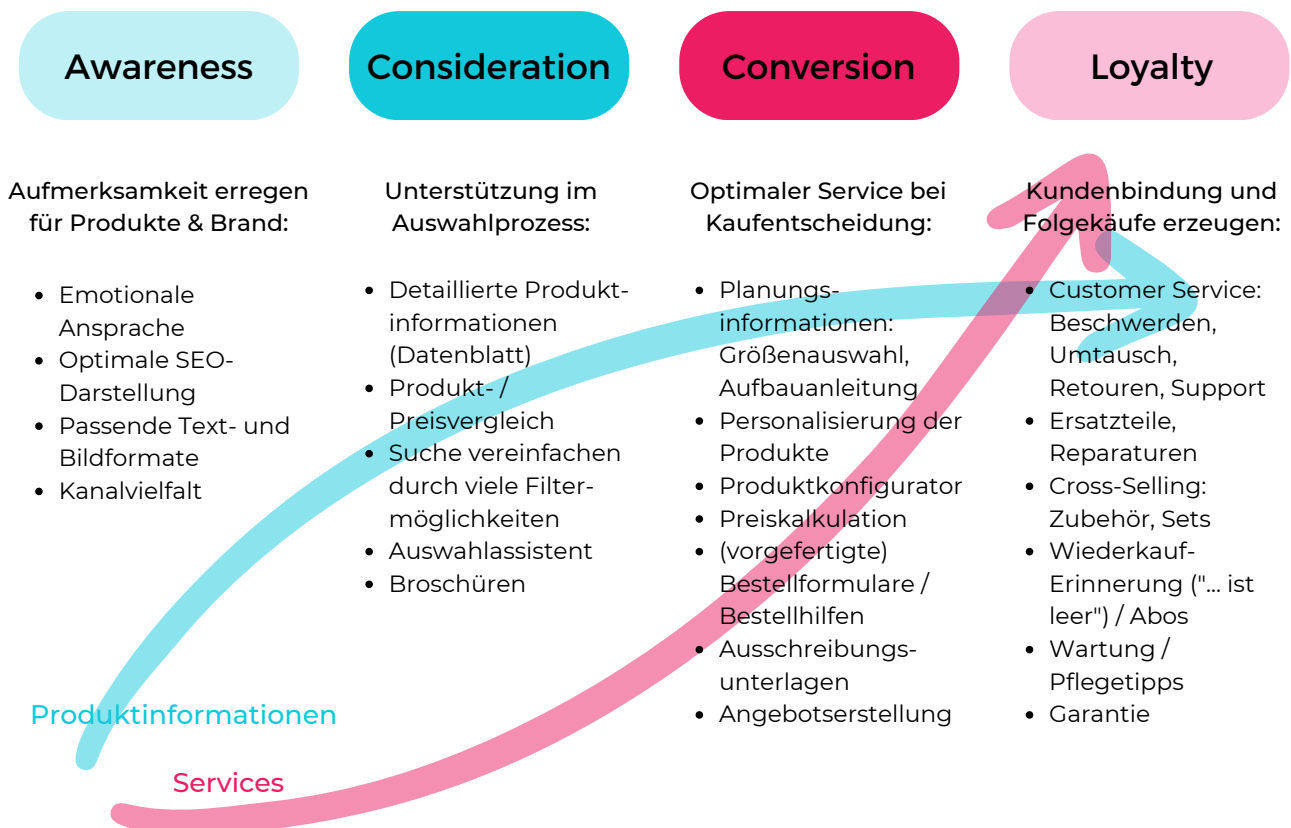 Awareness
Consideration
Conversion
Loyalty
Aufmerksamkeit erregen
für Produkte & Brand:
• Emotionale
Ansprache
• Optimale SEO-
Darstellung
• Passende Text- und
Bildformate
• Kanalvielfalt
Unterstützung im
Auswahlprozess:
• Detaillierte Produkt-
informationen
(Datenblatt)
• Produkt- /
Preisvergleich
• Suche vereinfachen
durch viele Filter-
möglichkeiten
• Auswahlassistent
• Broschüren
Optimaler Service bei
Kaufentscheidung:
• Planungs-
informationen:
Größenauswahl,
Aufbauanleitung
• Personalisierung der
Produkte
• Produktkonfigurator
• Preiskalkulation
• (vorgefertigte)
Bestellformulare /
Bestellhilfen
• Ausschreibungs-
unterlagen
• Angebotserstellung
Kundenbindung und
Folgekäufe erzeugen:
• Customer Service:
Beschwerden,
Umtausch,
Retouren, Support
• Ersatzteile,
Reparaturen
• Cross-Selling:
Zubehör, Sets
• Wiederkauf-
Erinnerung ("... ist
leer") / Abos
• Wartung /
Pflegetipps
• Garantie
Produktinformationen
Services